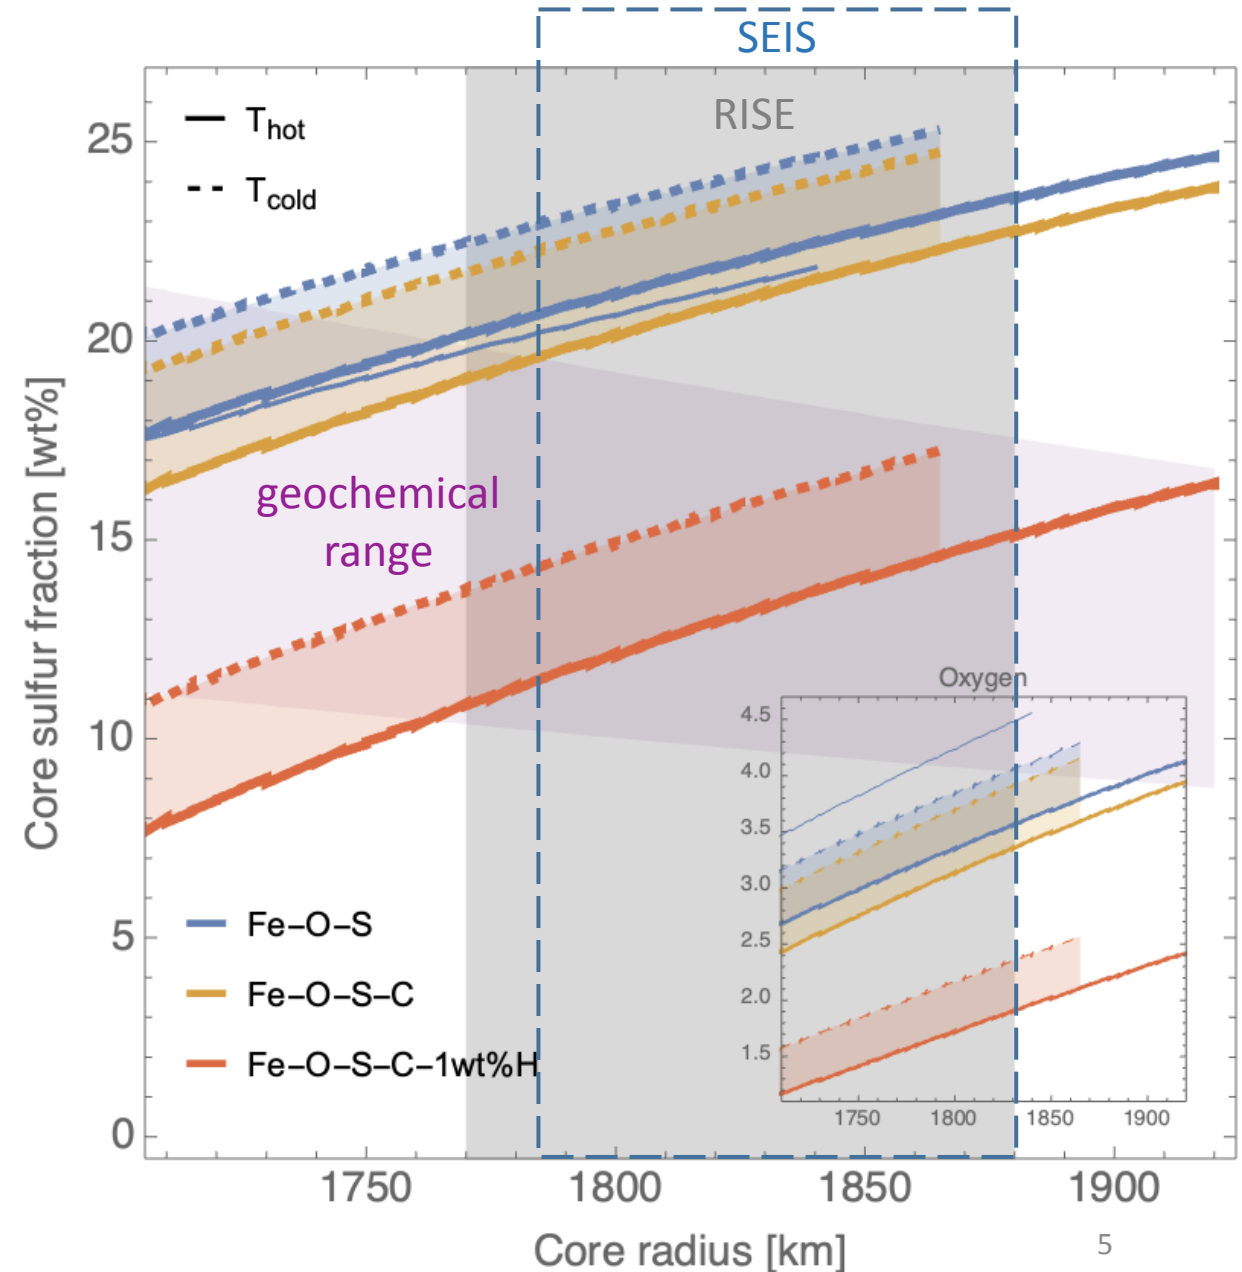 SEIS
RISE
T_hot
T_cold
25
20
15
10
5
0
Core sulfur fraction [wt%]
geochemical
range
Fe–O–S
Fe–O–S–C
Fe–O–S–C–1wt%H
Oxygen
4.5
4.0
3.5
3.0
2.5
2.0
1.5
1750 1800 1850 1900
1750 1800 1850 1900
Core radius [km]
5